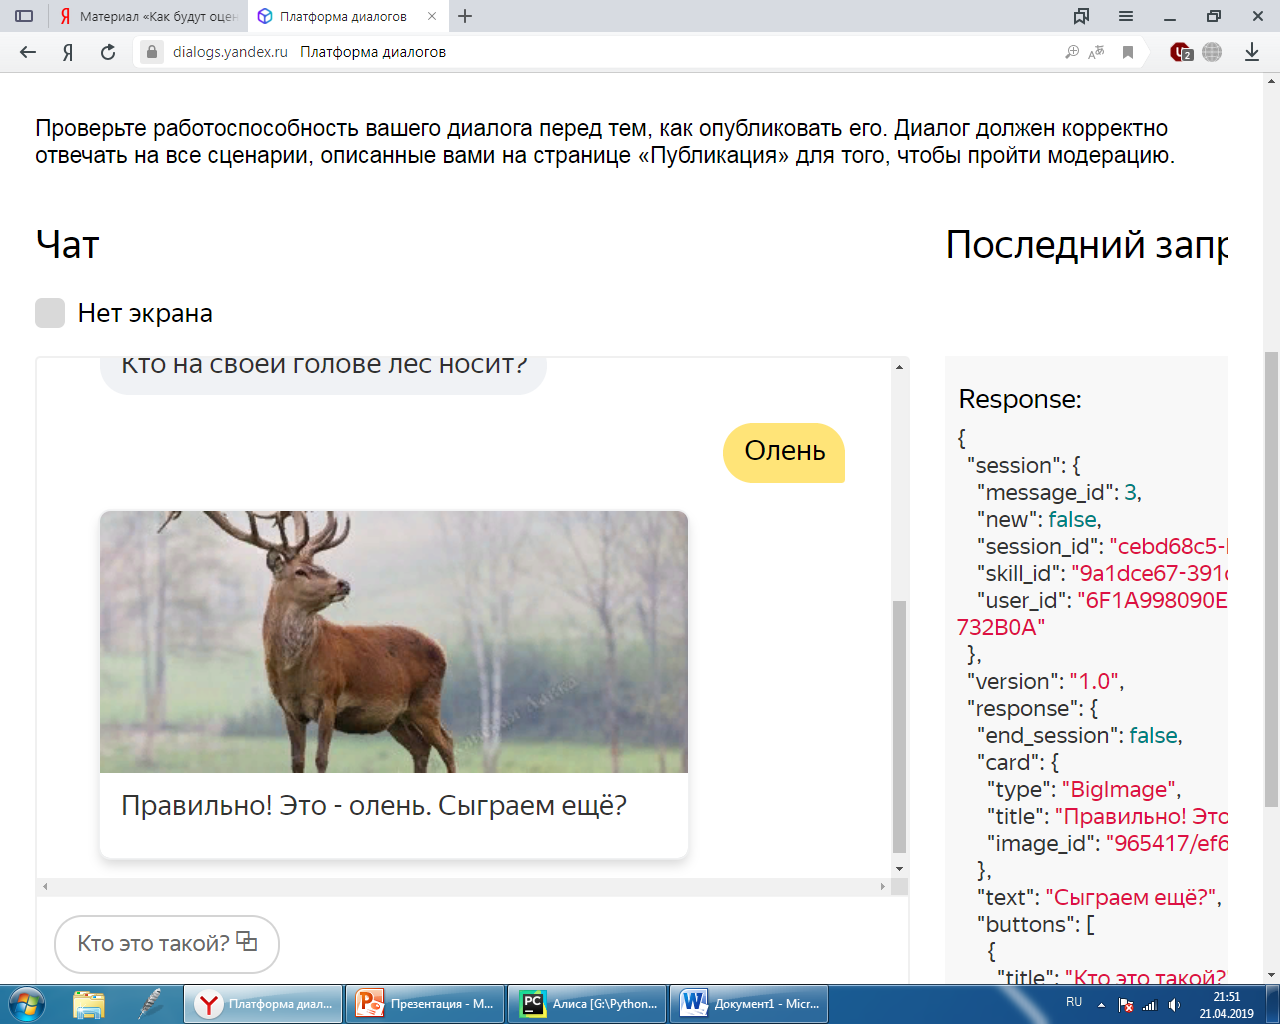 Материал «Как будут оцен
Платформа диалогов
dialogs.yandex.ru Платформа диалогов
2
Проверьте работоспособность вашего диалога перед тем, как опубликовать его. Диалог должен корректно
отвечать на все сценарии, описанные вами на странице «Публикация» для того, чтобы пройти модерацию.
Чат
Нет экрана
Кто на своей голове лес носит?
Олень
Правильно! Это - олень. Сыграем ещё?
Кто это такой?
Последний запр
Response:
{
"session": {
"message_id": 3,
"new": false,
"session_id": "cebd68c5-
"skill_id": "9a1dce67-391
"user_id": "6F1A998090E
732B0A"
},
"version": "1.0",
"response": {
"end_session": false,
"card": {
"type": "BigImage",
"title": "Правильно! Это
"image_id": "965417/ef6
},
"text": "Сыграем ещё?",
"buttons": [
{
"title": "Кто это такой?
Платформа диал...
Презентация - M...
Алиса [G:\Python...
Документ1 - Micr...
RU
21:51
21.04.2019